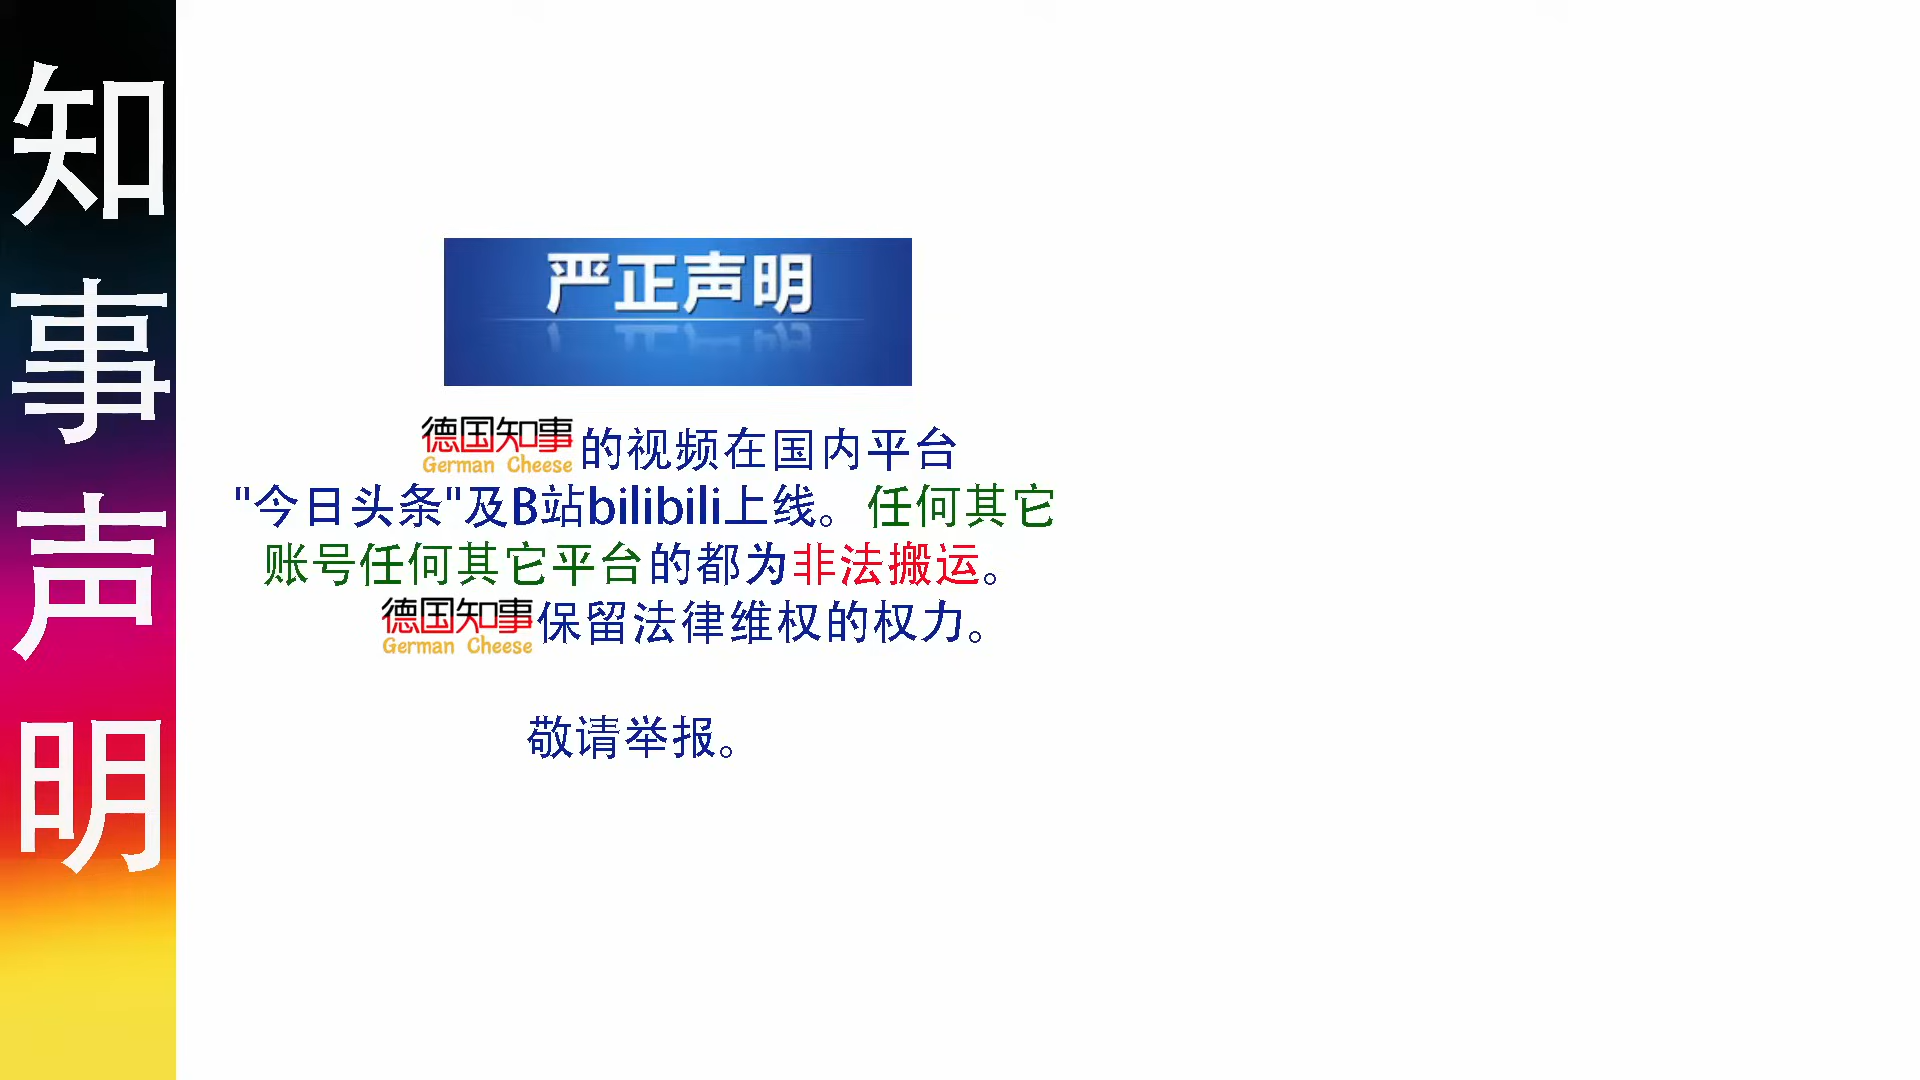 知事声明
严正声明
德国知事的视频在国内平台
German Cheese
"今日头条"及B站bilibili上线。任何其它
账号任何其它平台的都为非法搬运。
德国知事保留法律维权的权力。
German Cheese
敬请举报。